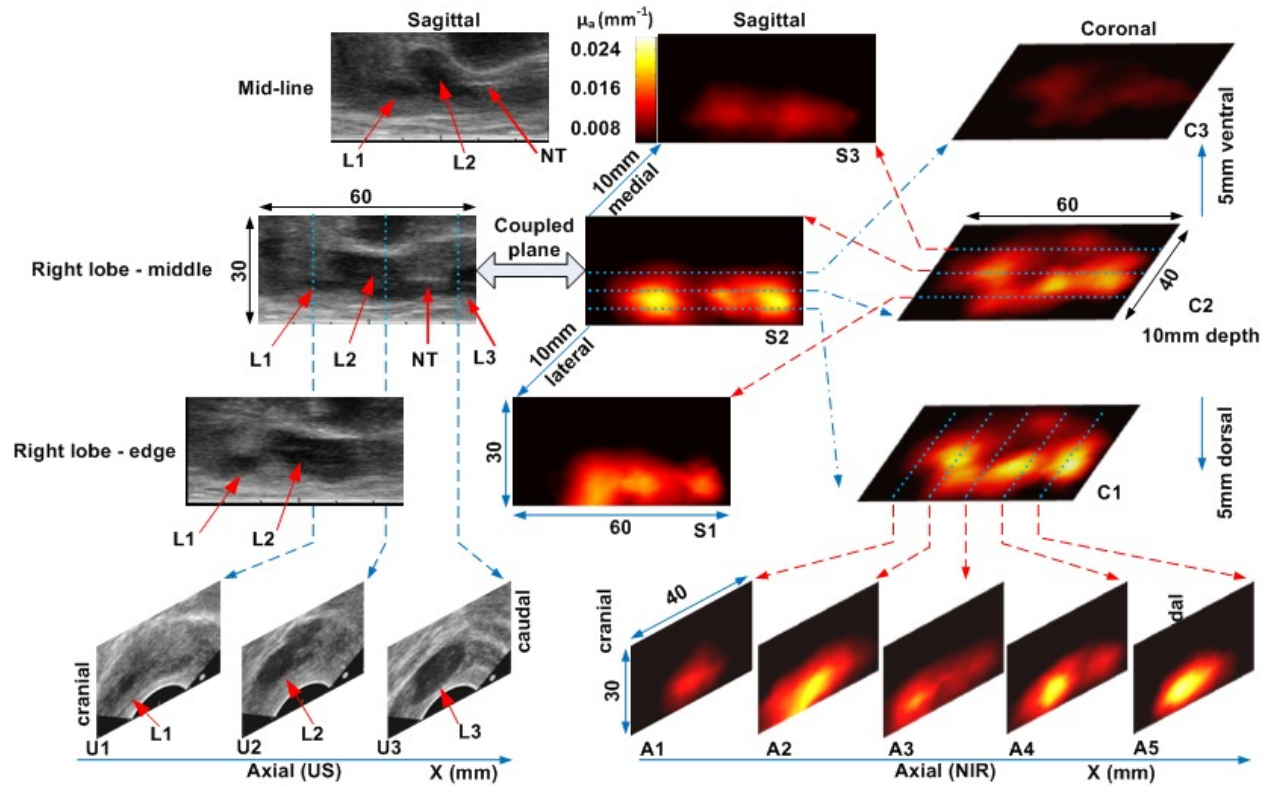 Sagittal
μa (mm-1)
Sagittal
Coronal
Mid-line
0.024
0.016
0.008
L1
L2
NT
S3
C3
5mm ventral
10mm
medial
60
30
Right lobe - middle
Coupled
plane
60
40
L1
L2
NT
L3
S2
C2
10mm depth
10mm
lateral
Right lobe - edge
30
L1
L2
60
S1
C1
5mm dorsal
cranial
caudal
40
cranial
dal
30
L1
L2
L3
U1
U2
U3
A1
A2
A3
A4
A5
Axial (US)
X (mm)
Axial (NIR)
X (mm)